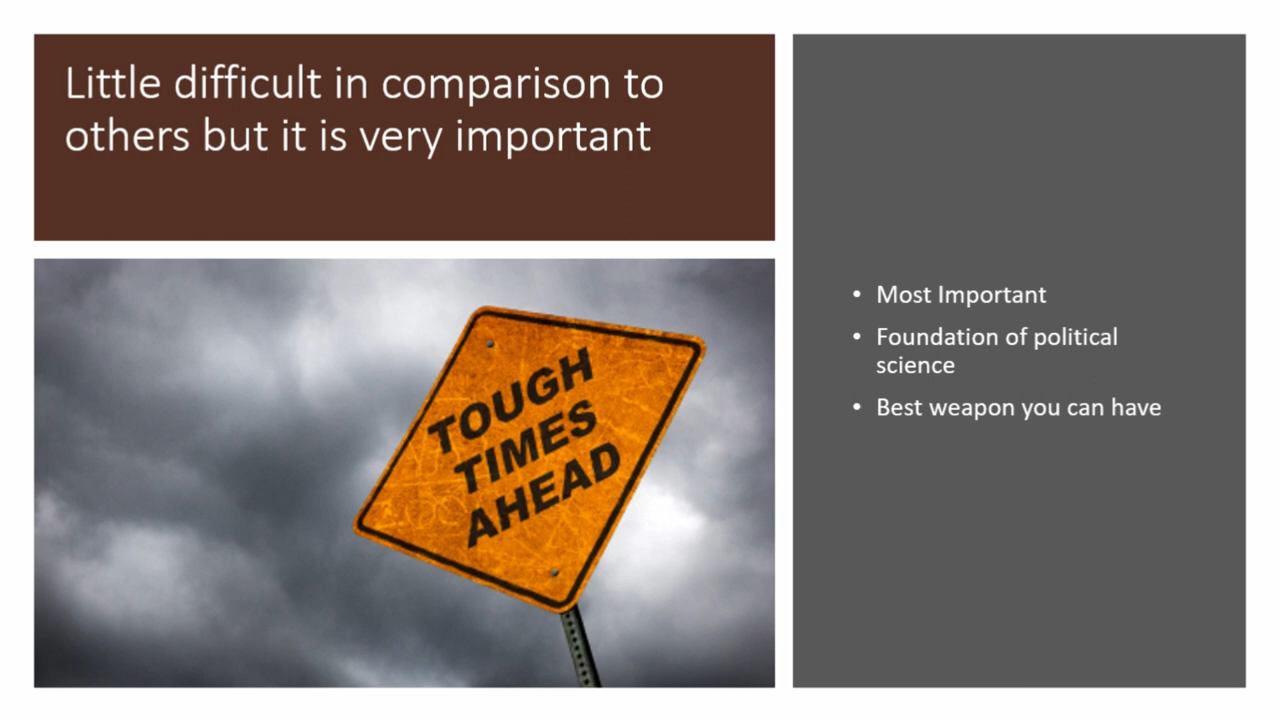 Little difficult in comparison to
others but it is very important
TOUGH
TIMES
AHEAD
• Most Important
• Foundation of political
science
• Best weapon you can have